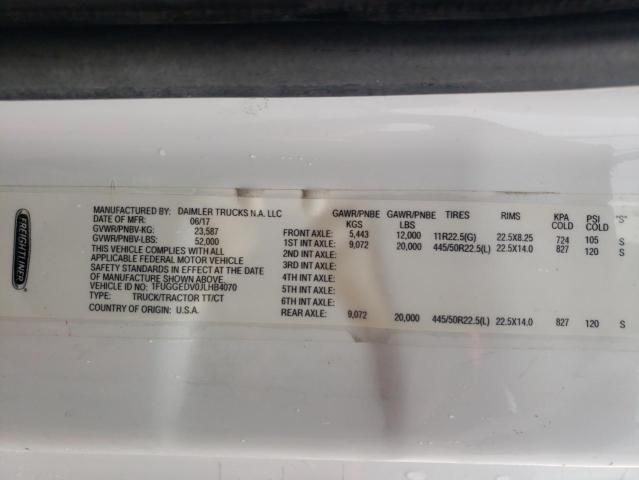 FREIGHTLINER
MANUFACTURED BY: DAIMLER TRUCKS N.A. LLC
DATE OF MFR: 06/17
GVWR/PNBV-KG: 23,587
GVWR/PNBV-LBS: 52,000
THIS VEHICLE COMPLIES WITH ALL
APPLICABLE FEDERAL MOTOR VEHICLE
SAFETY STANDARDS IN EFFECT AT THE DATE
OF MANUFACTURE SHOWN ABOVE.
VEHICLE ID NO.: 1FUGGEDV0JLHB4070
TYPE: TRUCK/TRACTOR TT/CT
COUNTRY OF ORIGIN: U.S.A.
GAWR/PNBE KGS GAWR/PNBE LBS TIRES RIMS KPA COLD PSI COLD
FRONT AXLE: 5,443 12,000 11R22.5(G) 22.5X8.25 724 105 S
1ST INT AXLE: 9,072 20,000 445/50R22.5(L) 22.5X14.0 827 120 S
2ND INT AXLE:
3RD INT AXLE:
4TH INT AXLE:
5TH INT AXLE:
6TH INT AXLE:
REAR AXLE: 9,072 20,000 445/50R22.5(L) 22.5X14.0 827 120 S